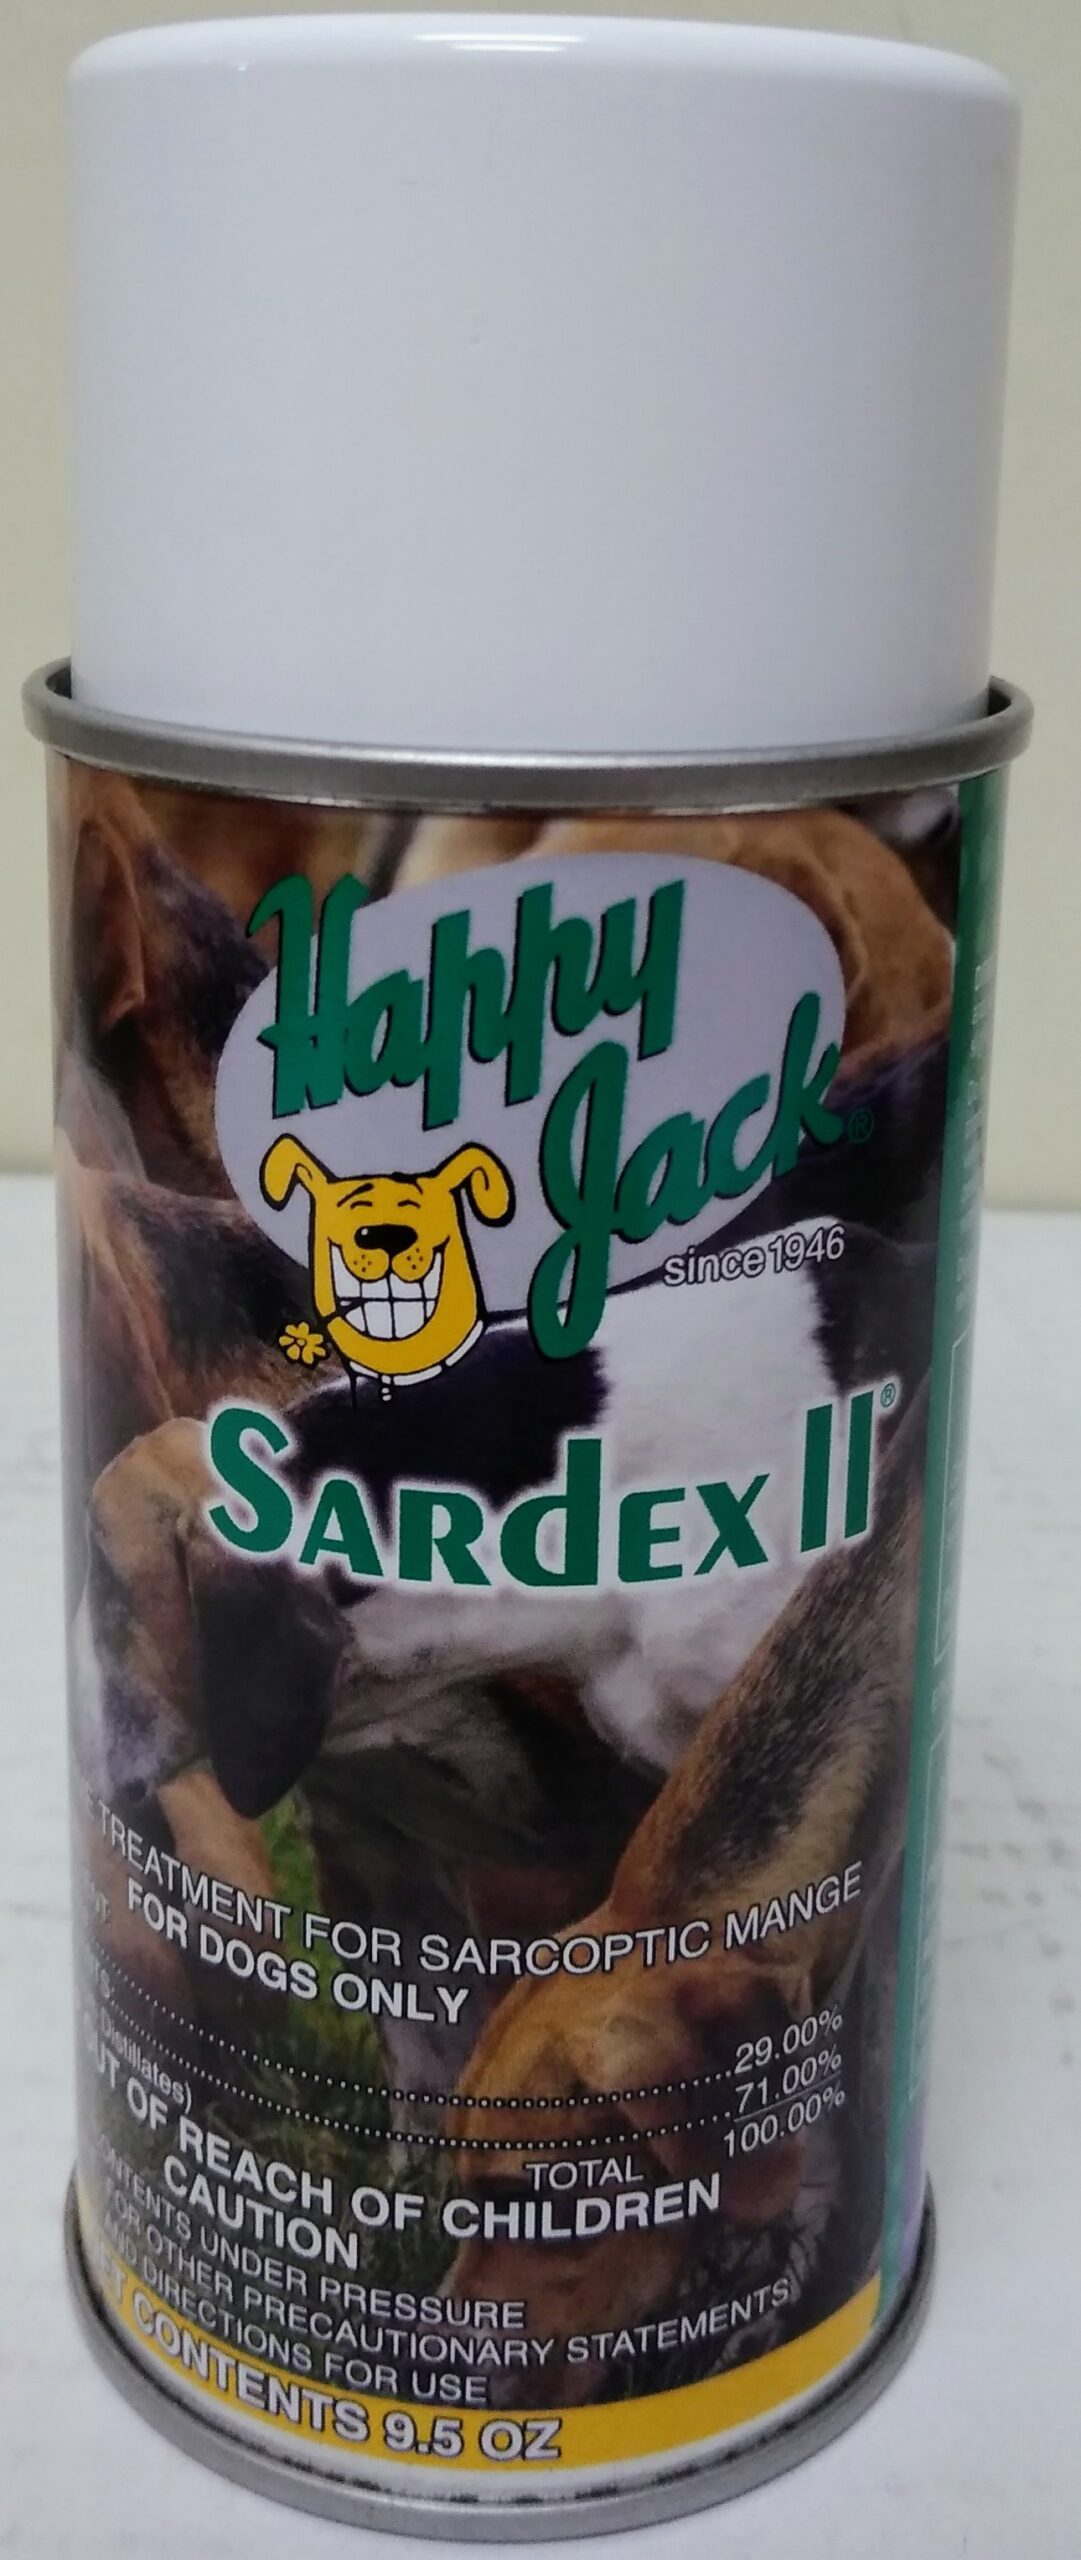 Happy
Jack®
since 1946
SARdEX II®
TREATMENT FOR SARCOPTIC MANGE
FOR DOGS ONLY
29.00%
71.00%
Distillates)
TOTAL 100.00%
OUT OF REACH OF CHILDREN
CAUTION
CONTENTS UNDER PRESSURE
FOR OTHER PRECAUTIONARY STATEMENTS
AND DIRECTIONS FOR USE
CONTENTS 9.5 OZ